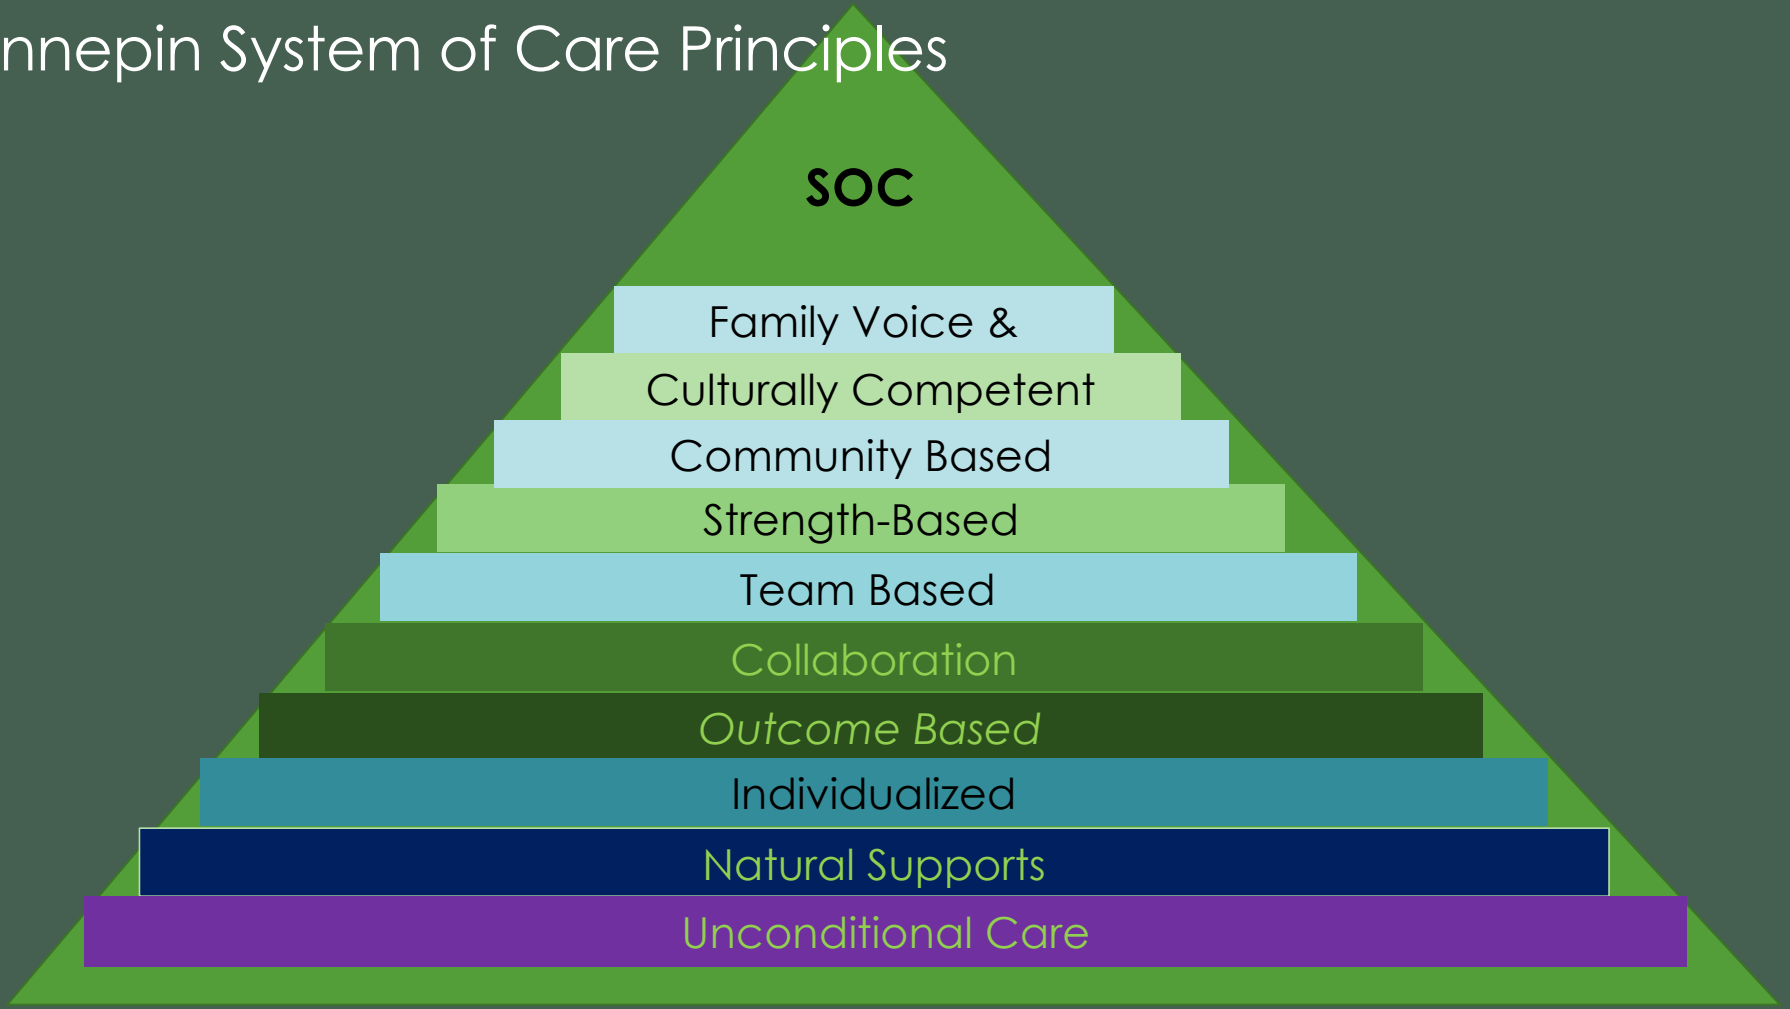 nnepin System of Care Principles
SOC
Family Voice &
Culturally Competent
Community Based
Strength-Based
Team Based
Collaboration
Outcome Based
Individualized
Natural Supports
Unconditional Care